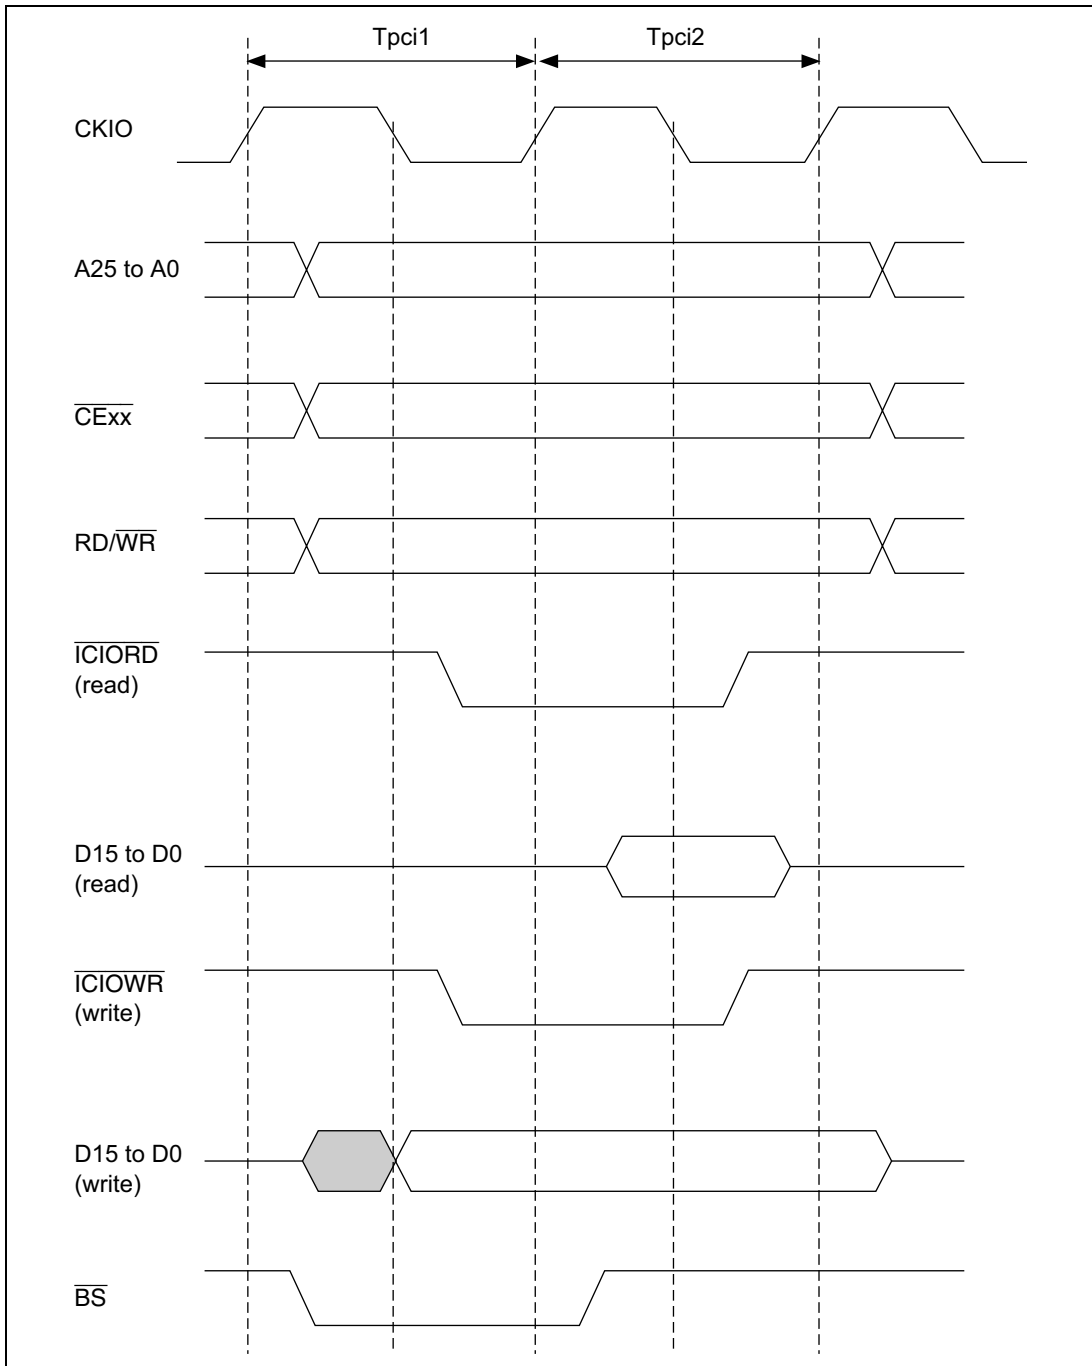 Tpci1 Tpci2
CKIO
A25 to A0
CExx
RD/WR
ICIORD
(read)
D15 to D0
(read)
ICIOWR
(write)
D15 to D0
(write)
BS